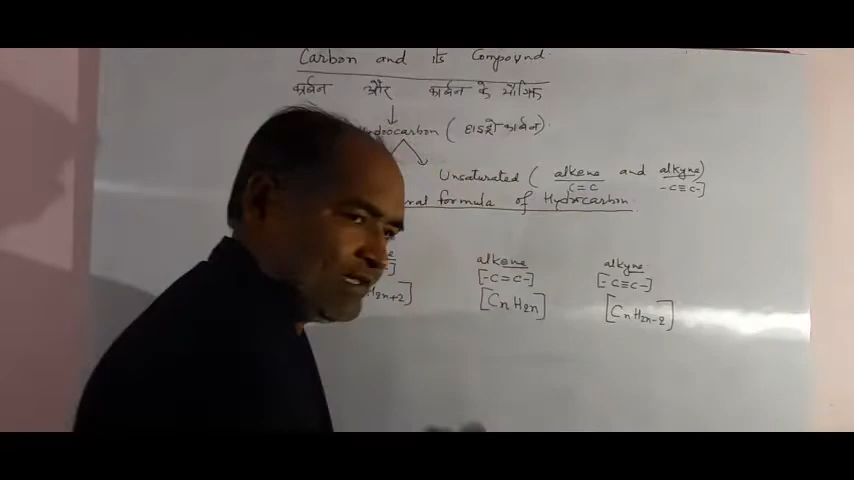 Carbon and its Compound
कार्बन और कार्बन के यौगिक
Hydrocarbon (हाइड्रो कार्बन)
Unsaturated (alkene and alkyne)
C=C -C≡C-]
ral formula of Hydrocarbon
alkene alkyne
[-C=C-] [-C≡C-]
H2n+2] [CnH2n] [CnH2n-2]